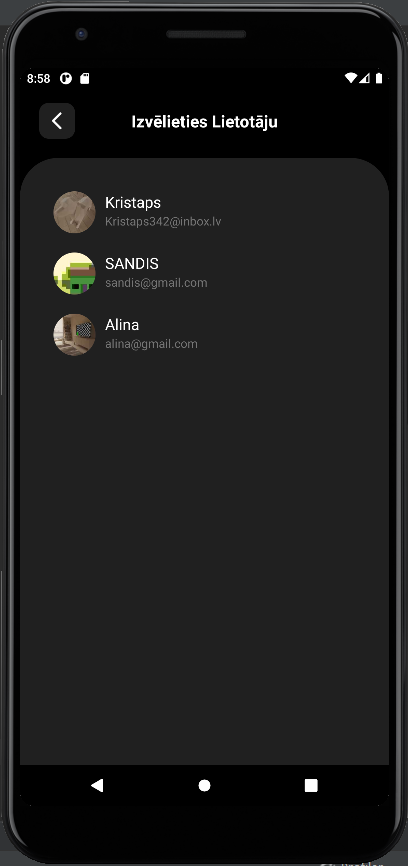 8:58
Izvēlieties Lietotāju
Kristaps
Kristaps342@inbox.lv
SANDIS
sandis@gmail.com
Alina
alina@gmail.com